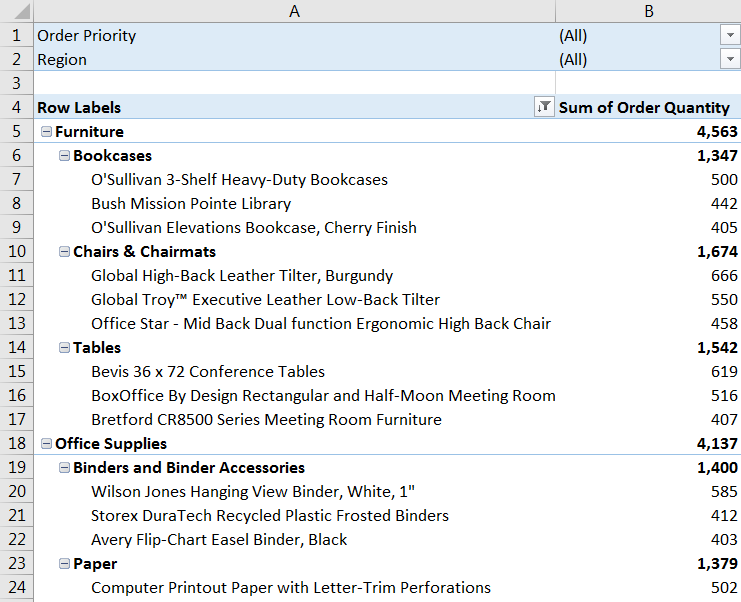 A B
1 Order Priority (All)
2 Region (All)
3
4 Row Labels Sum of Order Quantity
5 Furniture 4,563
6 Bookcases 1,347
7 O'Sullivan 3-Shelf Heavy-Duty Bookcases 500
8 Bush Mission Pointe Library 442
9 O'Sullivan Elevations Bookcase, Cherry Finish 405
10 Chairs & Chairmats 1,674
11 Global High-Back Leather Tilter, Burgundy 666
12 Global Troy™ Executive Leather Low-Back Tilter 550
13 Office Star - Mid Back Dual function Ergonomic High Back Chair 458
14 Tables 1,542
15 Bevis 36 x 72 Conference Tables 619
16 BoxOffice By Design Rectangular and Half-Moon Meeting Room 516
17 Bretford CR8500 Series Meeting Room Furniture 407
18 Office Supplies 4,137
19 Binders and Binder Accessories 1,400
20 Wilson Jones Hanging View Binder, White, 1" 585
21 Storex DuraTech Recycled Plastic Frosted Binders 412
22 Avery Flip-Chart Easel Binder, Black 403
23 Paper 1,379
24 Computer Printout Paper with Letter-Trim Perforations 502